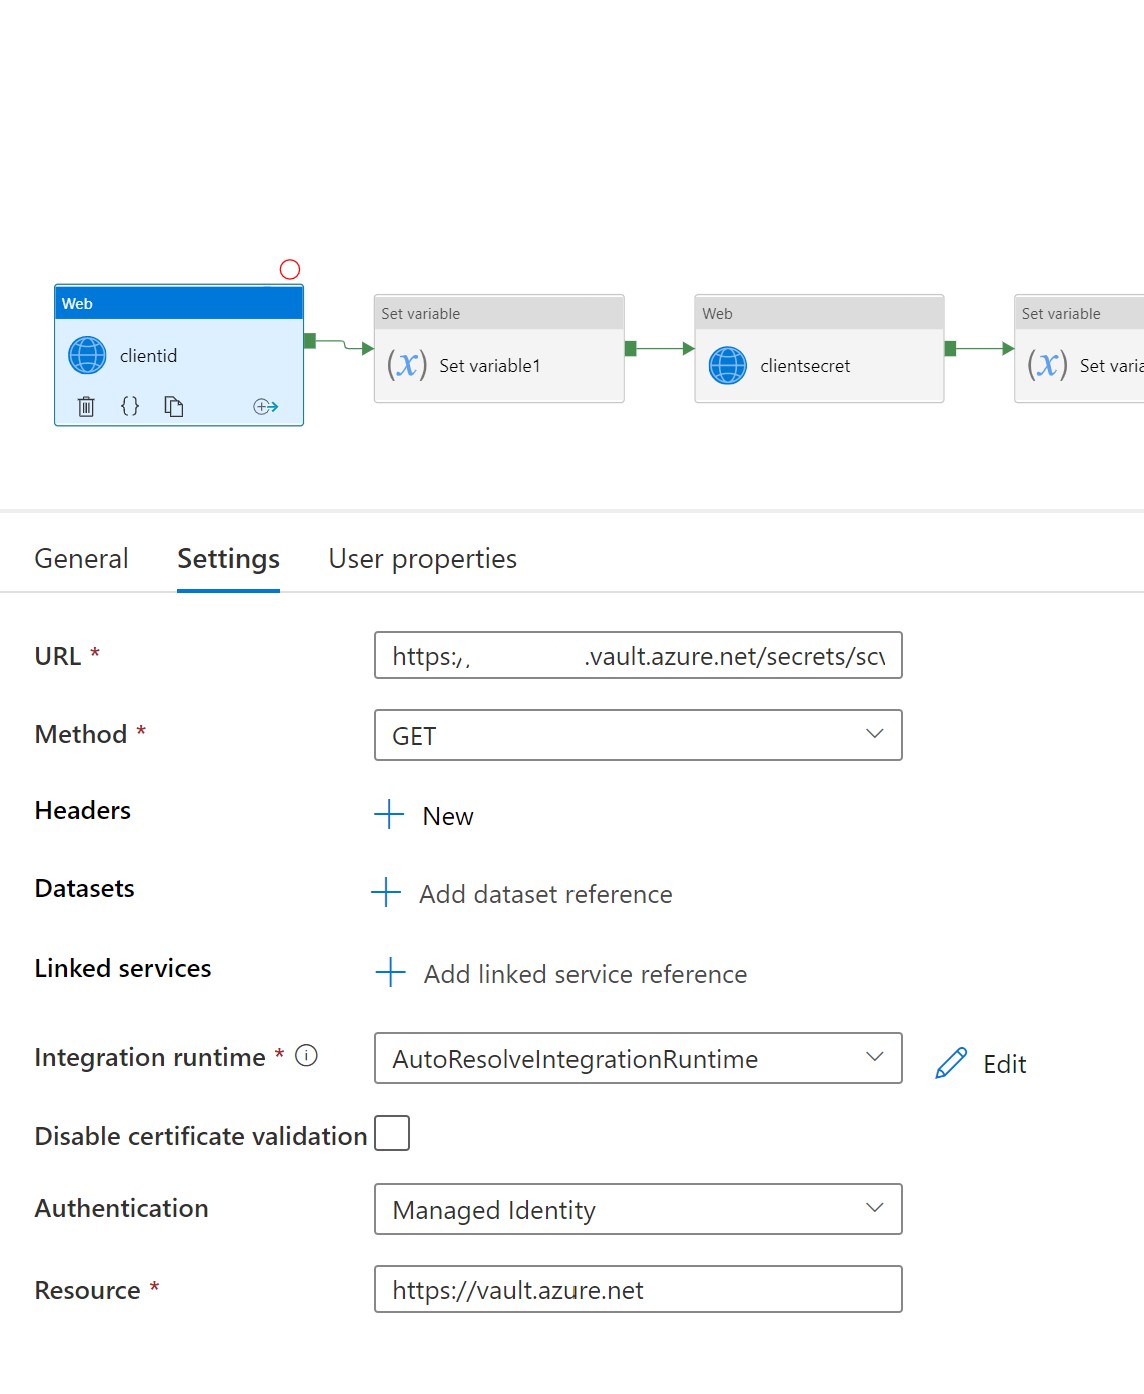 Web
clientid
Set variable
(x) Set variable1
Web
clientsecret
Set variable
(x) Set varia
General Settings User properties
URL * https:/, .vault.azure.net/secrets/scv
Method * GET
Headers New
Datasets Add dataset reference
Linked services Add linked service reference
Integration runtime * AutoResolveIntegrationRuntime Edit
Disable certificate validation
Authentication Managed Identity
Resource * https://vault.azure.net